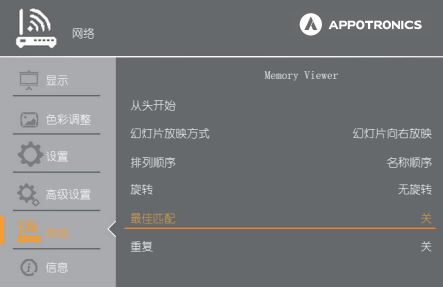 网络
APPOTRONICS
显示
色彩调整
设置
高级设置
网络
信息
Memory Viewer
从头开始
幻灯片放映方式 幻灯片向右放映
排列顺序 名称顺序
旋转 无旋转
最佳匹配 关
重复 关